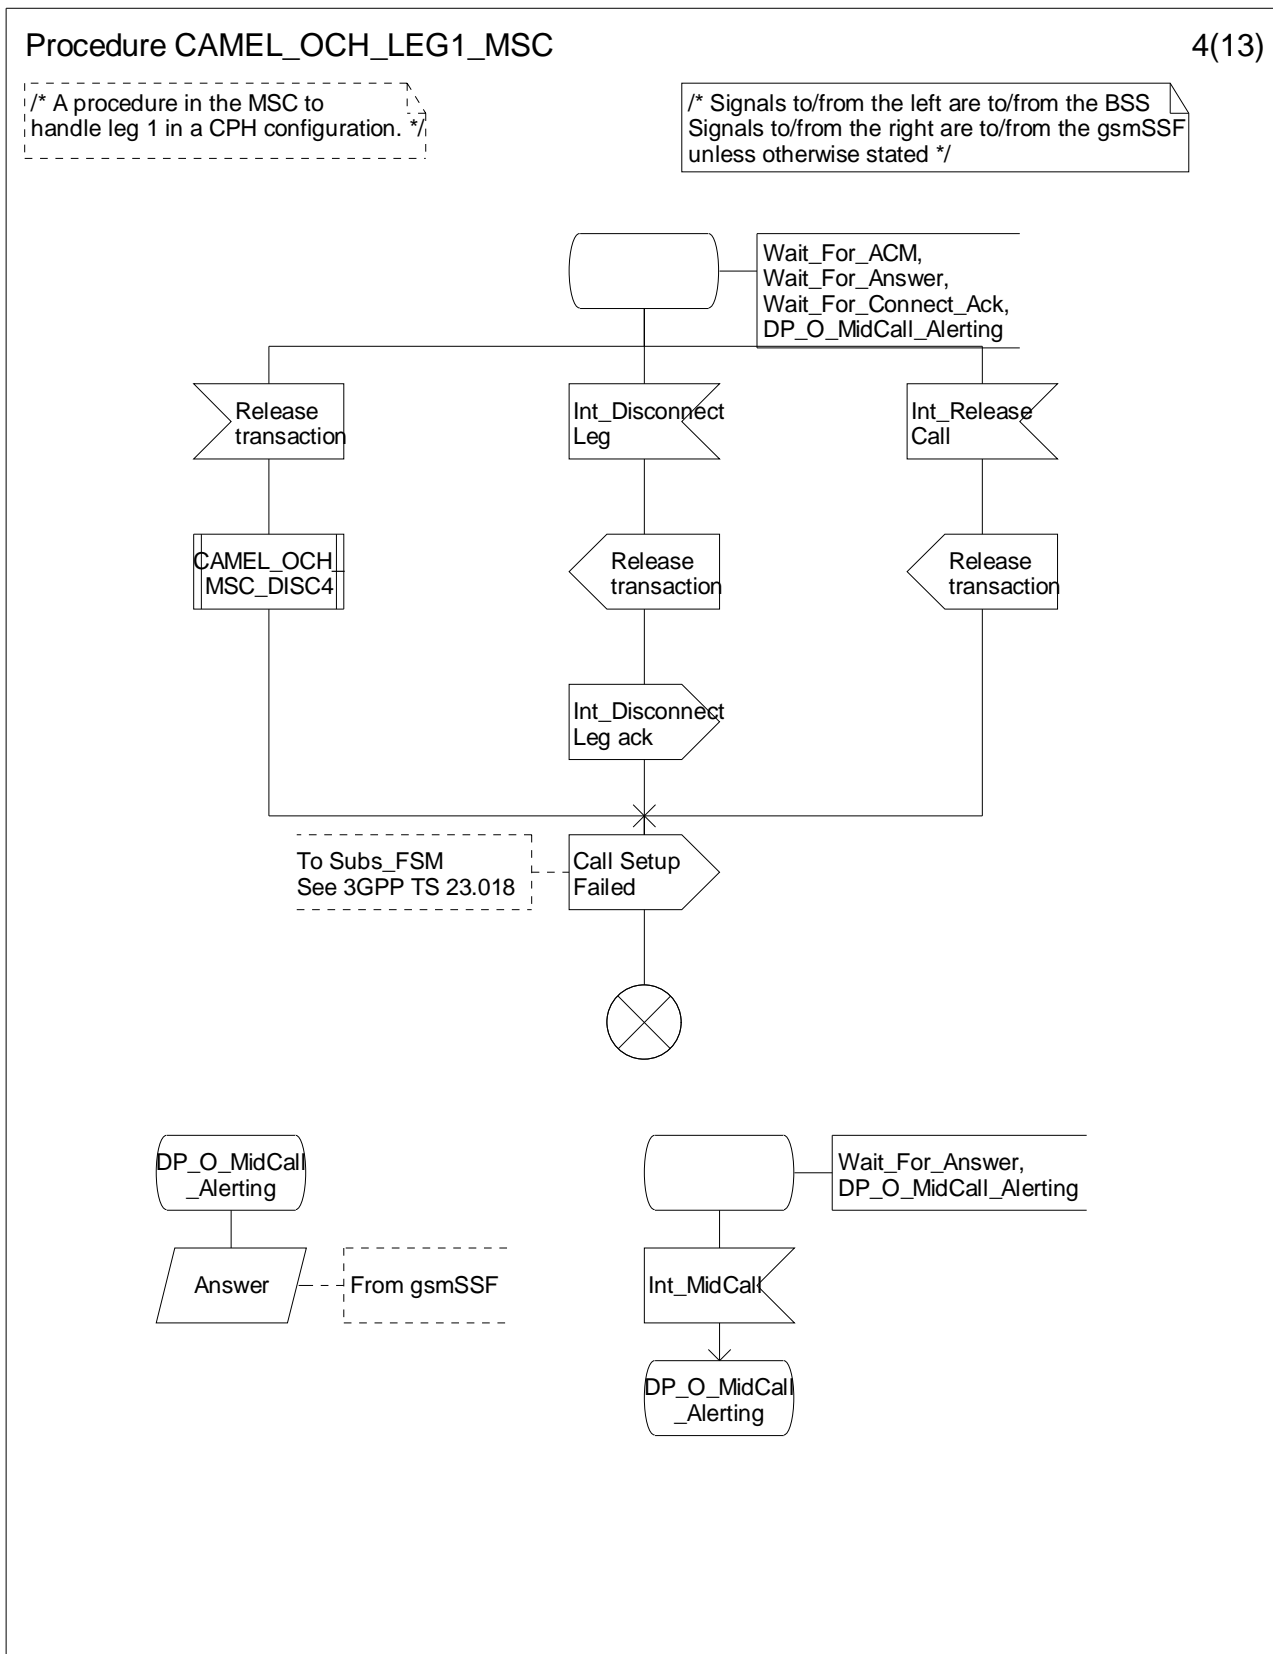 Procedure CAMEL_OCH_LEG1_MSC
4(13)
/* A procedure in the MSC to
handle leg 1 in a CPH configuration. */
/* Signals to/from the left are to/from the BSS
Signals to/from the right are to/from the gsmSSF
unless otherwise stated */
Wait_For_ACM,
Wait_For_Answer,
Wait_For_Connect_Ack,
DP_O_MidCall_Alerting
Release
transaction
Int_Disconnect
Leg
Int_Release
Call
CAMEL_OCH_
MSC_DISC4
Release
transaction
Release
transaction
Int_Disconnect
Leg ack
To Subs_FSM
See 3GPP TS 23.018
Call Setup
Failed
DP_O_MidCall
_Alerting
Answer
From gsmSSF
Wait_For_Answer,
DP_O_MidCall_Alerting
Int_MidCall
DP_O_MidCall
_Alerting